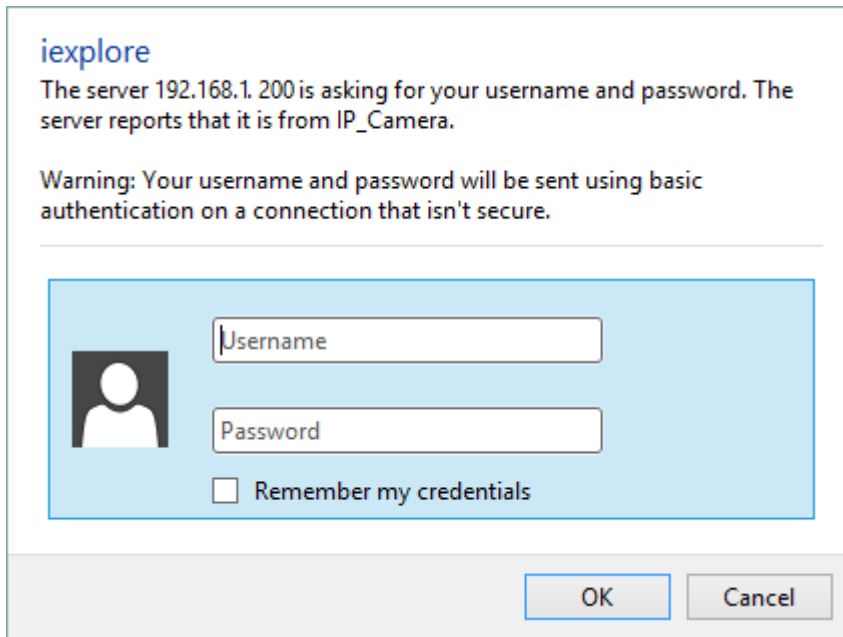 iexplore
The server 192.168.1. 200 is asking for your username and password. The
server reports that it is from IP_Camera.
Warning: Your username and password will be sent using basic
authentication on a connection that isn't secure.
Username
Password
Remember my credentials
OK Cancel